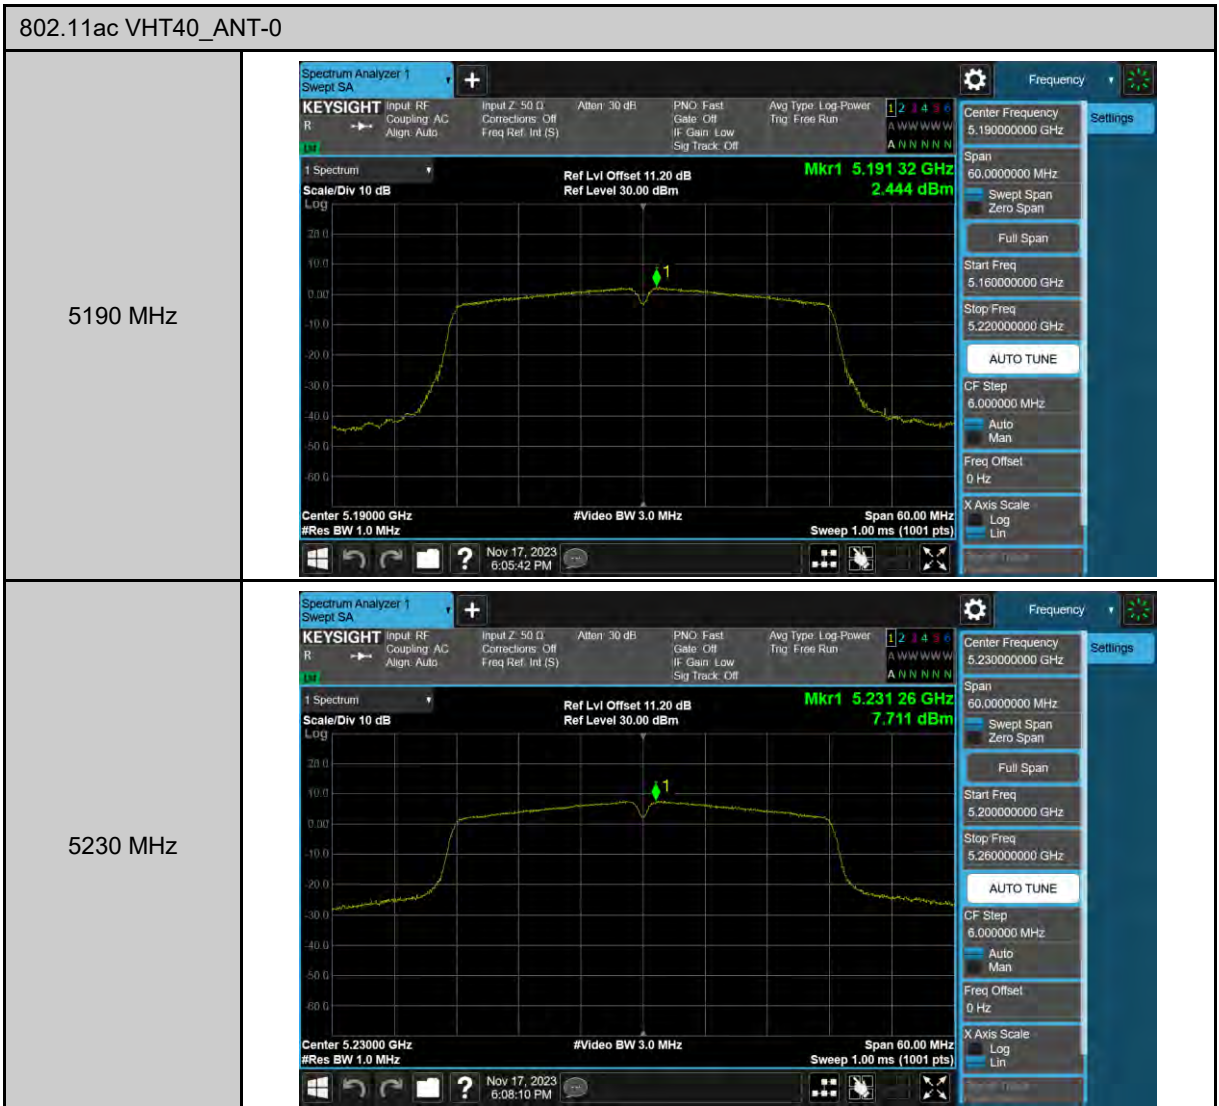 802.11ac VHT40_ANT-0
5190 MHz
Spectrum Analyzer 1
Swept SA
Frequency
KEYSIGHT
R
Input: RF
Coupling: AC
Align: Auto
Input Z: 50 Ω
Corrections: Off
Freq Ref: Int (S)
Atten: 30 dB
PNO: Fast
Gate: Off
IF Gain: Low
Sig Track: Off
Avg Type: Log-Power
Trig: Free Run
1 2 3 4 5 6
A W W W W W
A N N N N N
1 Spectrum
Scale/Div 10 dB
Log
Ref Lvl Offset 11.20 dB
Ref Level 30.00 dBm
Mkr1 5.191 32 GHz
2.444 dBm
1
20.0
10.0
0.00
-10.0
-20.0
-30.0
-40.0
-50.0
-60.0
Center 5.19000 GHz
#Res BW 1.0 MHz
#Video BW 3.0 MHz
Span 60.00 MHz
Sweep 1.00 ms (1001 pts)
Nov 17, 2023
6:05:42 PM
Center Frequency
5.190000000 GHz
Settings
Span
60.0000000 MHz
Swept Span
Zero Span
Full Span
Start Freq
5.160000000 GHz
Stop Freq
5.220000000 GHz
AUTO TUNE
CF Step
6.000000 MHz
Auto
Man
Freq Offset
0 Hz
X Axis Scale
Log
Lin
5230 MHz
Spectrum Analyzer 1
Swept SA
Frequency
KEYSIGHT
R
Input: RF
Coupling: AC
Align: Auto
Input Z: 50 Ω
Corrections: Off
Freq Ref: Int (S)
Atten: 30 dB
PNO: Fast
Gate: Off
IF Gain: Low
Sig Track: Off
Avg Type: Log-Power
Trig: Free Run
1 2 3 4 5 6
A W W W W W
A N N N N N
1 Spectrum
Scale/Div 10 dB
Log
Ref Lvl Offset 11.20 dB
Ref Level 30.00 dBm
Mkr1 5.231 26 GHz
7.711 dBm
1
20.0
10.0
0.00
-10.0
-20.0
-30.0
-40.0
-50.0
-60.0
Center 5.23000 GHz
#Res BW 1.0 MHz
#Video BW 3.0 MHz
Span 60.00 MHz
Sweep 1.00 ms (1001 pts)
Nov 17, 2023
6:08:10 PM
Center Frequency
5.230000000 GHz
Settings
Span
60.0000000 MHz
Swept Span
Zero Span
Full Span
Start Freq
5.200000000 GHz
Stop Freq
5.260000000 GHz
AUTO TUNE
CF Step
6.000000 MHz
Auto
Man
Freq Offset
0 Hz
X Axis Scale
Log
Lin